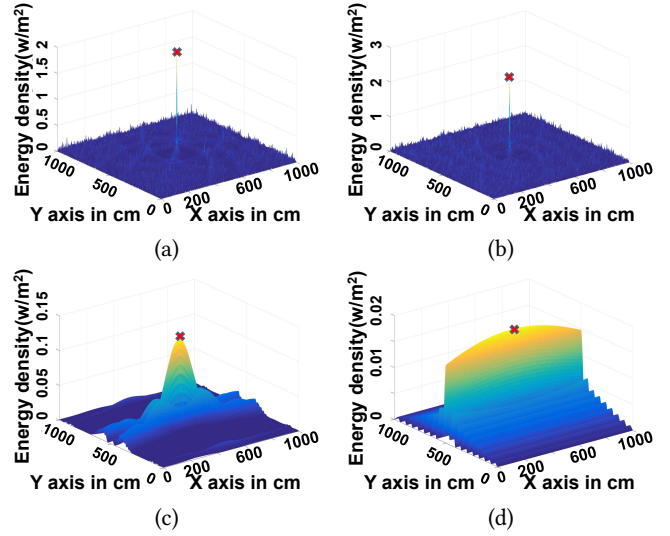 Energy density(w/m²)
2
1.5
1
0.5
0
1000
500
0
Y axis in cm
0
200
600
1000
X axis in cm
(a)
Energy density(w/m²)
3
2
1
0
1000
500
0
Y axis in cm
0
200
600
1000
X axis in cm
(b)
Energy density(w/m²)
0.15
0.1
0.05
0
1000
500
0
Y axis in cm
0
200
600
1000
X axis in cm
(c)
Energy density(w/m²)
0.02
0.01
0
1000
500
0
Y axis in cm
0
200
600
1000
X axis in cm
(d)